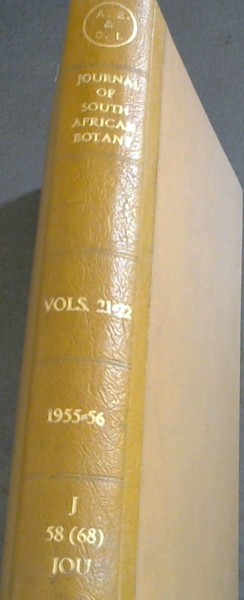 A. E.
&
C. I.
JOURNAL
OF
SOUTH
AFRICAN
BOTANY
VOLS. 21-22
1955-56
J
58 (68)
JOU